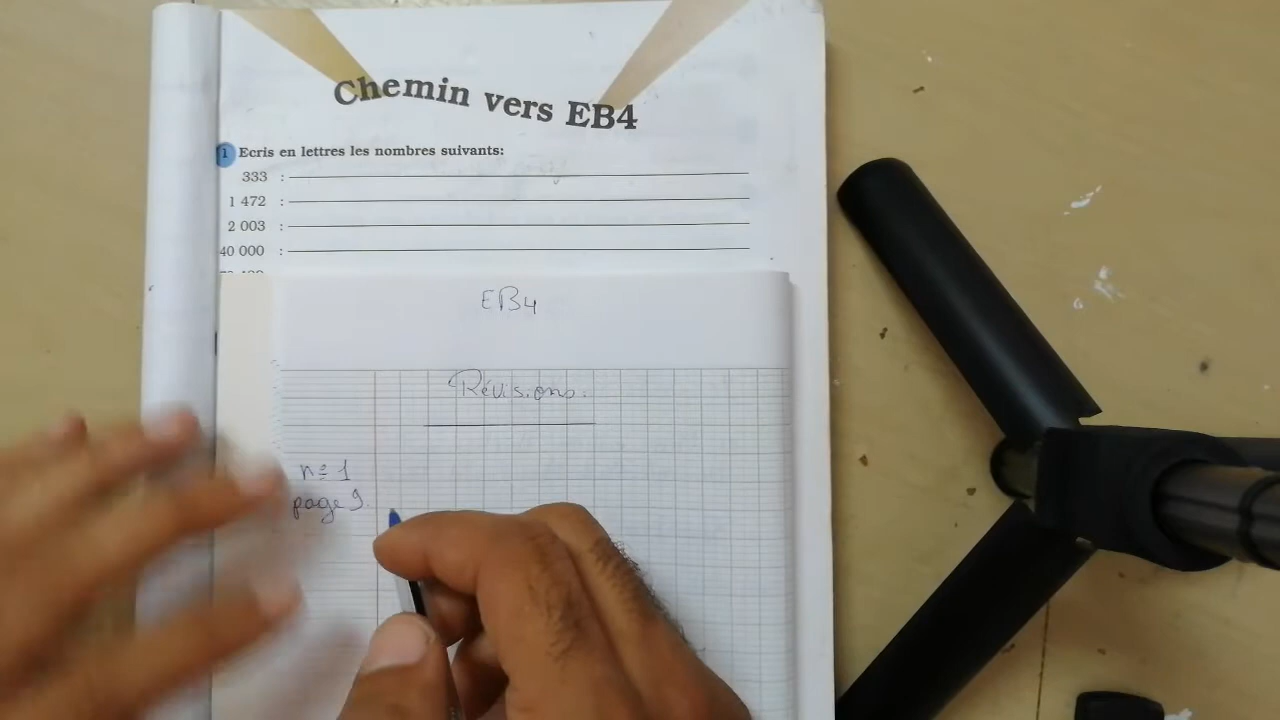 Chemin vers EB4
1 Ecris en lettres les nombres suivants:
333 :
1 472 :
2 003 :
40 000 :
EB4
Révisions.
n° 1
page 9.